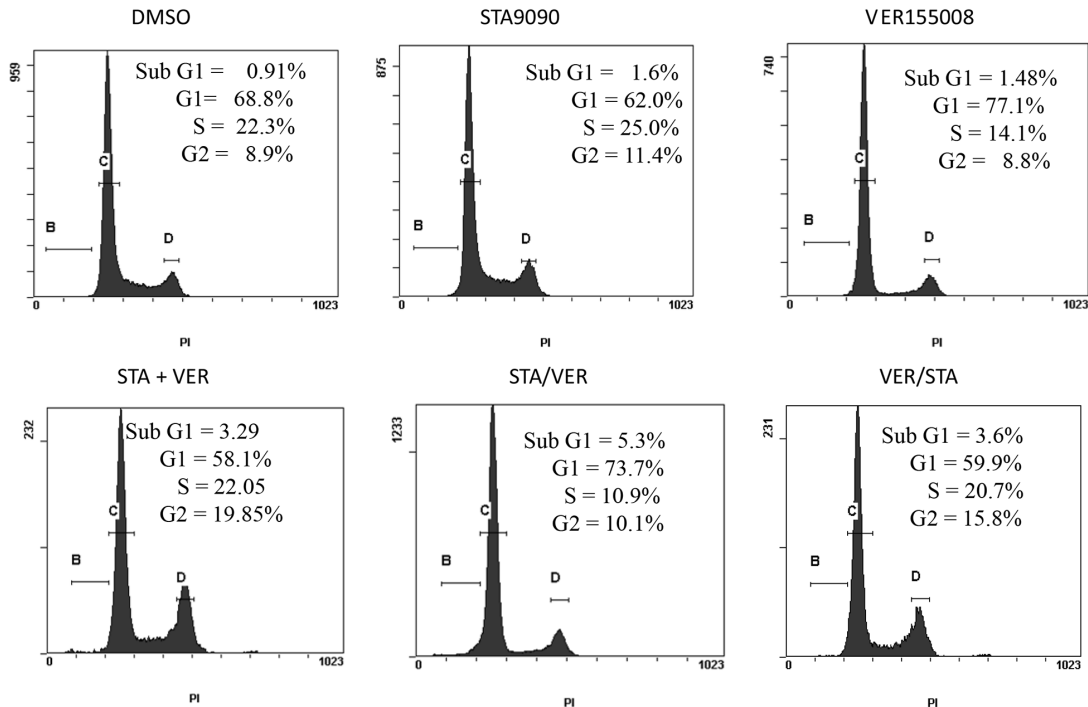 DMSO
959
Sub G1 = 0.91%
G1= 68.8%
S = 22.3%
G2 = 8.9%
C
B
D
0
1023
PI
STA9090
875
Sub G1 = 1.6%
G1 = 62.0%
S = 25.0%
G2 = 11.4%
C
B
D
0
1023
PI
VER155008
740
Sub G1 = 1.48%
G1 = 77.1%
S = 14.1%
G2 = 8.8%
C
B
D
0
1023
PI
STA + VER
232
Sub G1 = 3.29
G1 = 58.1%
S = 22.05
G2 = 19.85%
C
B
D
0
1023
PI
STA/VER
1233
Sub G1 = 5.3%
G1 = 73.7%
S = 10.9%
G2 = 10.1%
C
B
D
0
1023
PI
VER/STA
231
Sub G1 = 3.6%
G1 = 59.9%
S = 20.7%
G2 = 15.8%
C
B
D
0
1023
PI